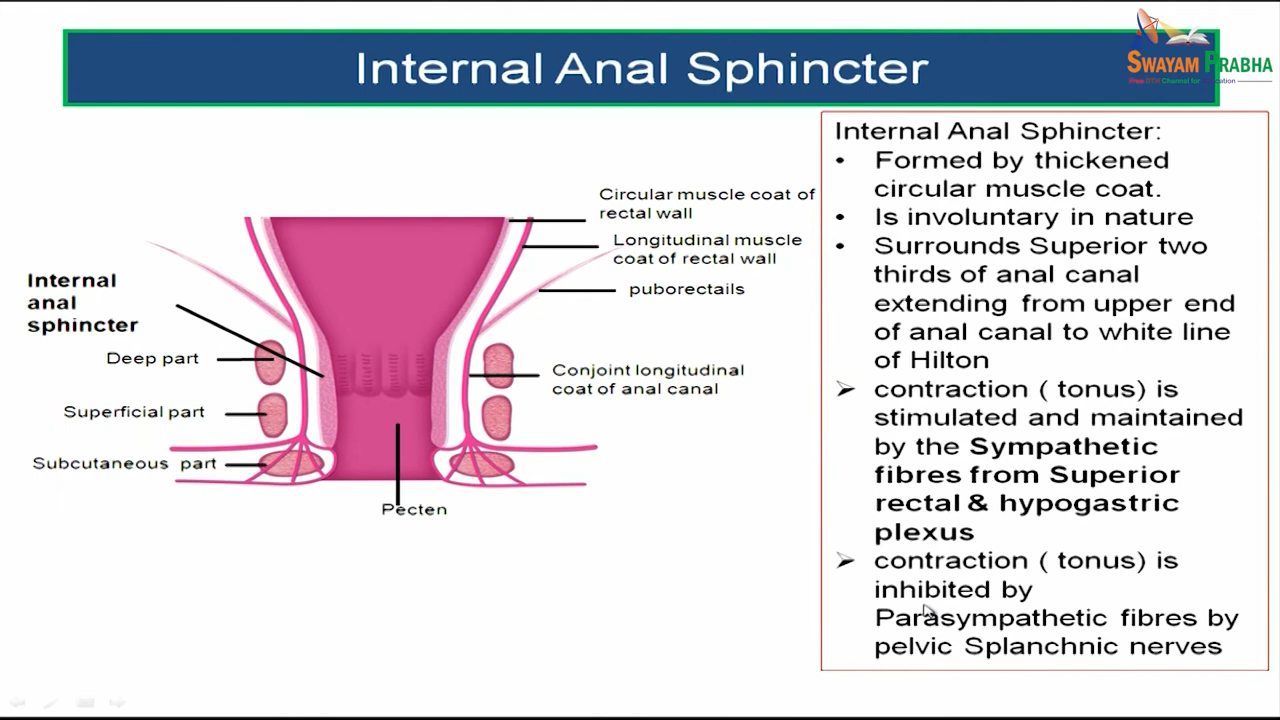 Internal Anal Sphincter
SWAYAM PRABHA
Circular muscle coat of
rectal wall
Longitudinal muscle
coat of rectal wall
puborectails
Internal
anal
sphincter
Deep part
Conjoint longitudinal
coat of anal canal
Superficial part
Subcutaneous part
Pecten
Internal Anal Sphincter:
• Formed by thickened
circular muscle coat.
• Is involuntary in nature
• Surrounds Superior two
thirds of anal canal
extending from upper end
of anal canal to white line
of Hilton
➢ contraction ( tonus) is
stimulated and maintained
by the Sympathetic
fibres from Superior
rectal & hypogastric
plexus
➢ contraction ( tonus) is
inhibited by
Parasympathetic fibres by
pelvic Splanchnic nerves